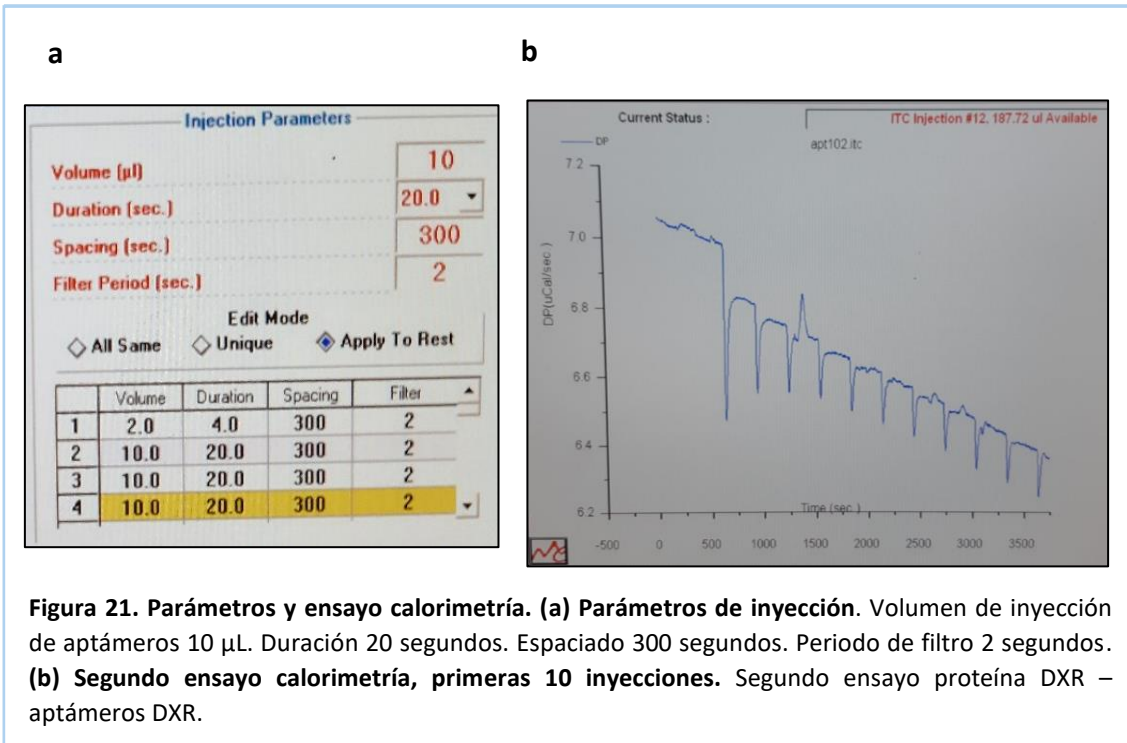 a
b
Injection Parameters
Volume (µl) 10
Duration (sec.) 20.0
Spacing (sec.) 300
Filter Period (sec.) 2
Edit Mode
All Same Unique Apply To Rest
Volume Duration Spacing Filter
1 2.0 4.0 300 2
2 10.0 20.0 300 2
3 10.0 20.0 300 2
4 10.0 20.0 300 2
Current Status :
ITC Injection #12, 187.72 ul Available
DP
apt102.itc
7.2
7.0
6.8
6.6
6.4
6.2
DP(uCal/sec.)
Time (sec.)
-500 0 500 1000 1500 2000 2500 3000 3500
Figura 21. Parámetros y ensayo calorimetría. (a) Parámetros de inyección. Volumen de inyección
de aptámeros 10 µL. Duración 20 segundos. Espaciado 300 segundos. Periodo de filtro 2 segundos.
(b) Segundo ensayo calorimetría, primeras 10 inyecciones. Segundo ensayo proteína DXR –
aptámeros DXR.